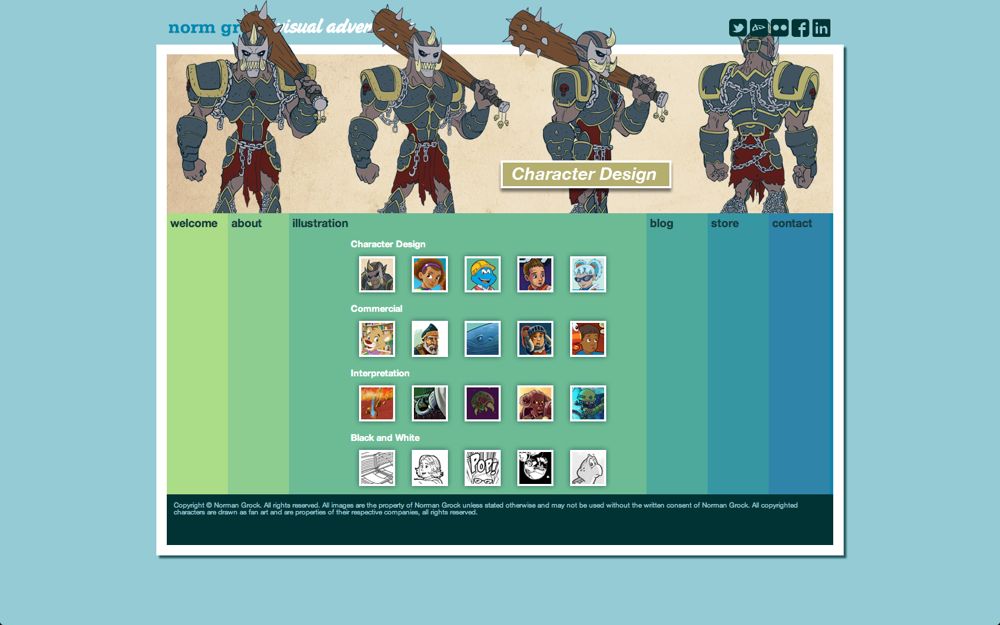 norm gr
visual adver
Character Design
welcome
about
illustration
blog
store
contact
Character Design
Commercial
Interpretation
Black and White
POP!
Copyright © Norman Grock. All rights reserved. All images are the property of Norman Grock unless stated otherwise and may not be used without the written consent of Norman Grock. All copyrighted
characters are drawn as fan art and are properties of their respective companies, all rights reserved.